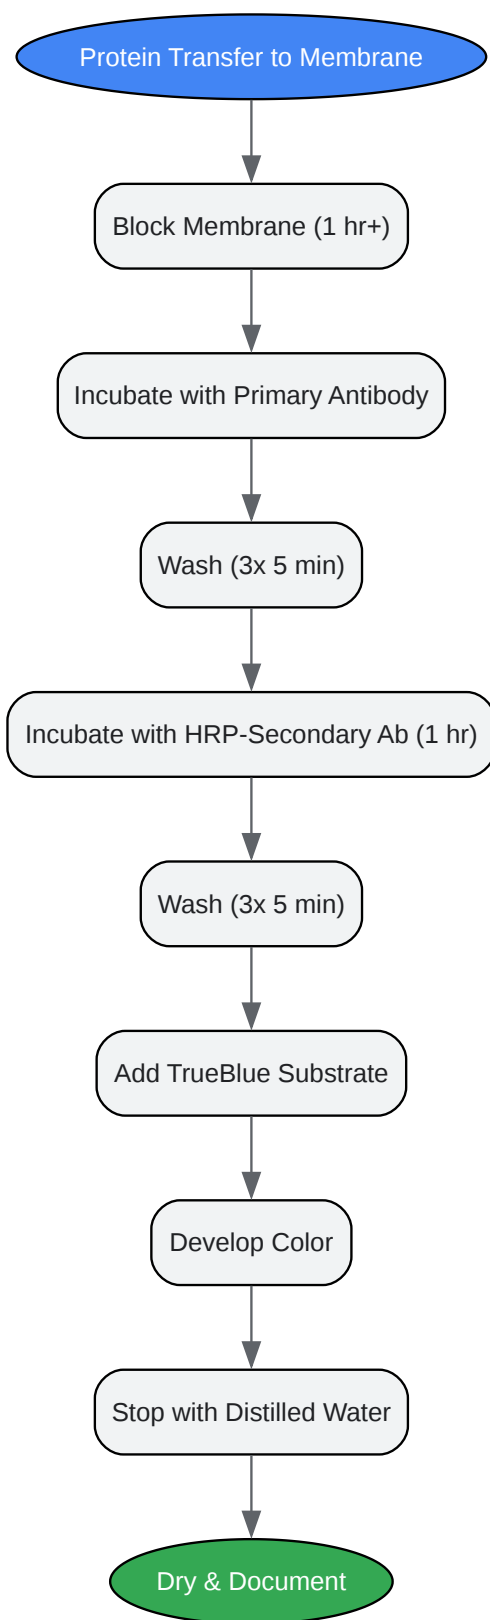 Protein Transfer to Membrane
Block Membrane (1 hr+)
Incubate with Primary Antibody
Wash (3x 5 min)
Incubate with HRP-Secondary Ab (1 hr)
Wash (3x 5 min)
Add TrueBlue Substrate
Develop Color
Stop with Distilled Water
Dry & Document